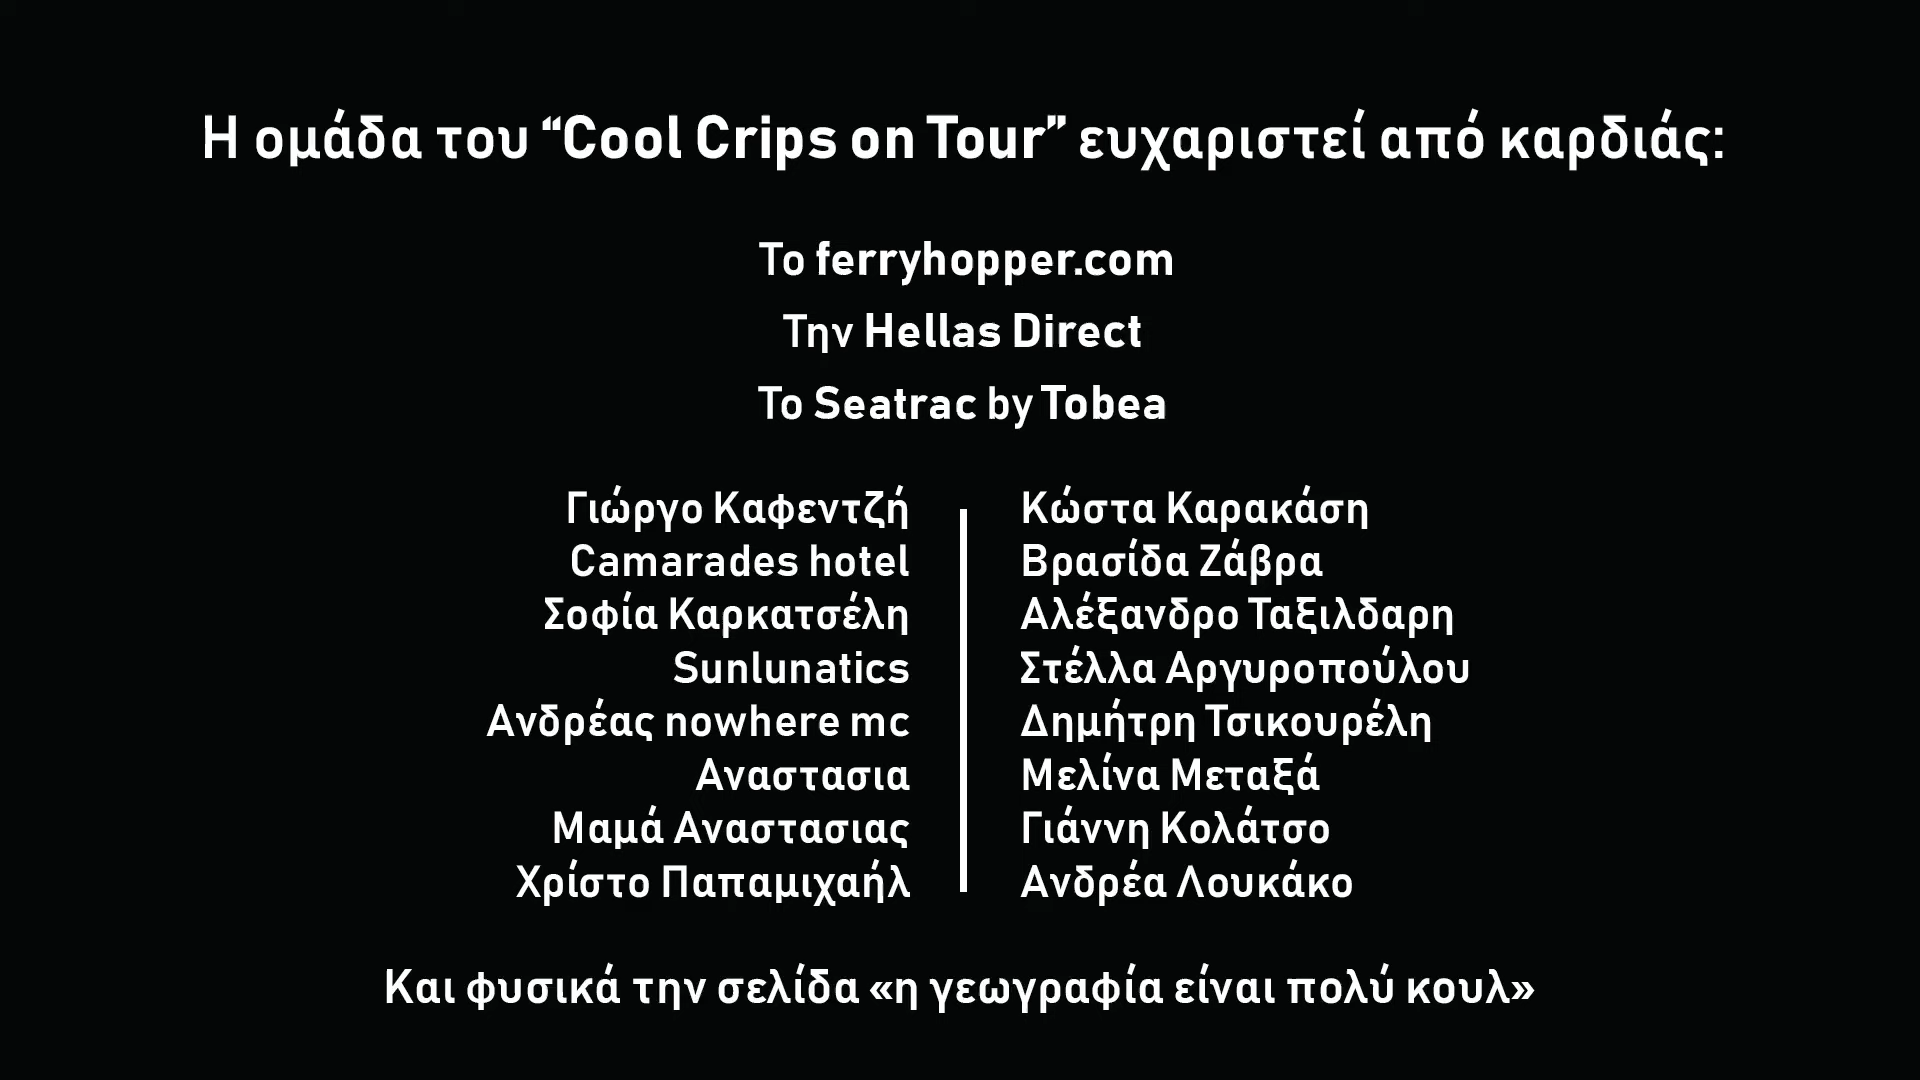 Η ομάδα του “Cool Crips on Tour” ευχαριστεί από καρδιάς:
Το ferryhopper.com
Την Hellas Direct
Το Seatrac by Tobea
Γιώργο Καφεντζή
Camarades hotel
Σοφία Καρκατσέλη
Sunlunatics
Ανδρέας nowhere mc
Αναστασια
Μαμά Αναστασιας
Χρίστο Παπαμιχαήλ
Κώστα Καρακάση
Βρασίδα Ζάβρα
Αλέξανδρο Ταξιλδαρη
Στέλλα Αργυροπούλου
Δημήτρη Τσικουρέλη
Μελίνα Μεταξά
Γιάννη Κολάτσο
Ανδρέα Λουκάκο
Και φυσικά την σελίδα «η γεωγραφία είναι πολύ κουλ»